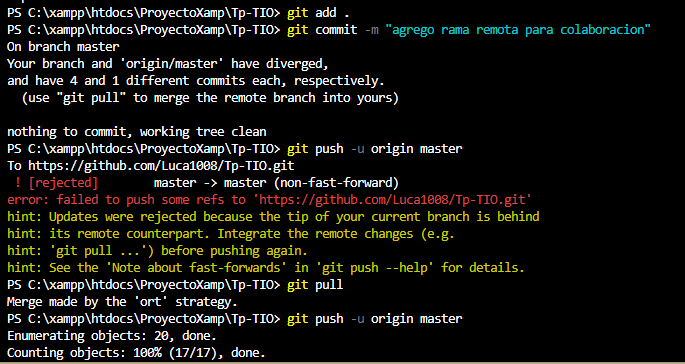 PS C:\xampp\htdocs\ProyectoXamp\Tp-TIO> git add .
PS C:\xampp\htdocs\ProyectoXamp\Tp-TIO> git commit -m "agrego rama remota para colaboracion"
On branch master
Your branch and 'origin/master' have diverged,
and have 4 and 1 different commits each, respectively.
  (use "git pull" to merge the remote branch into yours)

nothing to commit, working tree clean
PS C:\xampp\htdocs\ProyectoXamp\Tp-TIO> git push -u origin master
To https://github.com/Luca1008/Tp-TIO.git
 ! [rejected]        master -> master (non-fast-forward)
error: failed to push some refs to 'https://github.com/Luca1008/Tp-TIO.git'
hint: Updates were rejected because the tip of your current branch is behind
hint: its remote counterpart. Integrate the remote changes (e.g.
hint: 'git pull ...') before pushing again.
hint: See the 'Note about fast-forwards' in 'git push --help' for details.
PS C:\xampp\htdocs\ProyectoXamp\Tp-TIO> git pull
Merge made by the 'ort' strategy.
PS C:\xampp\htdocs\ProyectoXamp\Tp-TIO> git push -u origin master
Enumerating objects: 20, done.
Counting objects: 100% (17/17), done.